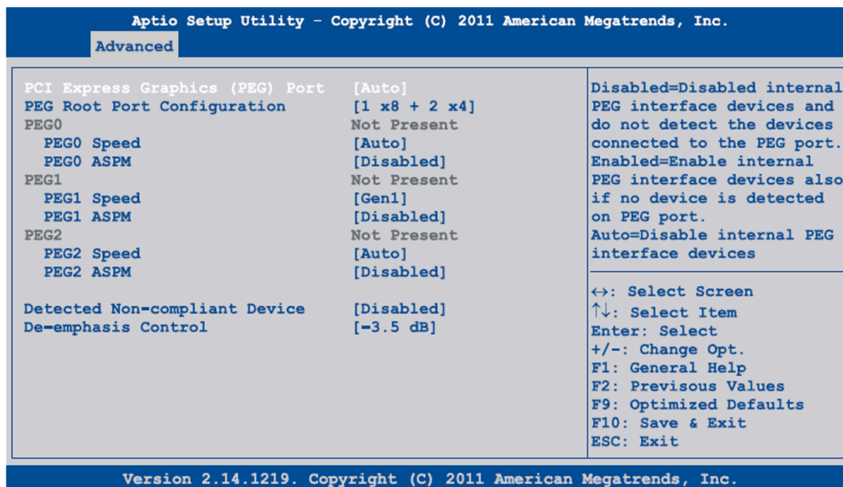 Aptio Setup Utility - Copyright (C) 2011 American Megatrends, Inc.
Advanced
PCI Express Graphics (PEG) Port [Auto]
PEG Root Port Configuration [1 x8 + 2 x4]
PEG0 Not Present
PEG0 Speed [Auto]
PEG0 ASPM [Disabled]
PEG1 Not Present
PEG1 Speed [Gen1]
PEG1 ASPM [Disabled]
PEG2 Not Present
PEG2 Speed [Auto]
PEG2 ASPM [Disabled]
Detected Non-compliant Device [Disabled]
De-emphasis Control [-3.5 dB]
Disabled=Disabled internal
PEG interface devices and
do not detect the devices
connected to the PEG port.
Enabled=Enable internal
PEG interface devices also
if no device is detected
on PEG port.
Auto=Disable internal PEG
interface devices
↔: Select Screen
↑↓: Select Item
Enter: Select
+/-: Change Opt.
F1: General Help
F2: Previsous Values
F9: Optimized Defaults
F10: Save & Exit
ESC: Exit
Version 2.14.1219. Copyright (C) 2011 American Megatrends, Inc.